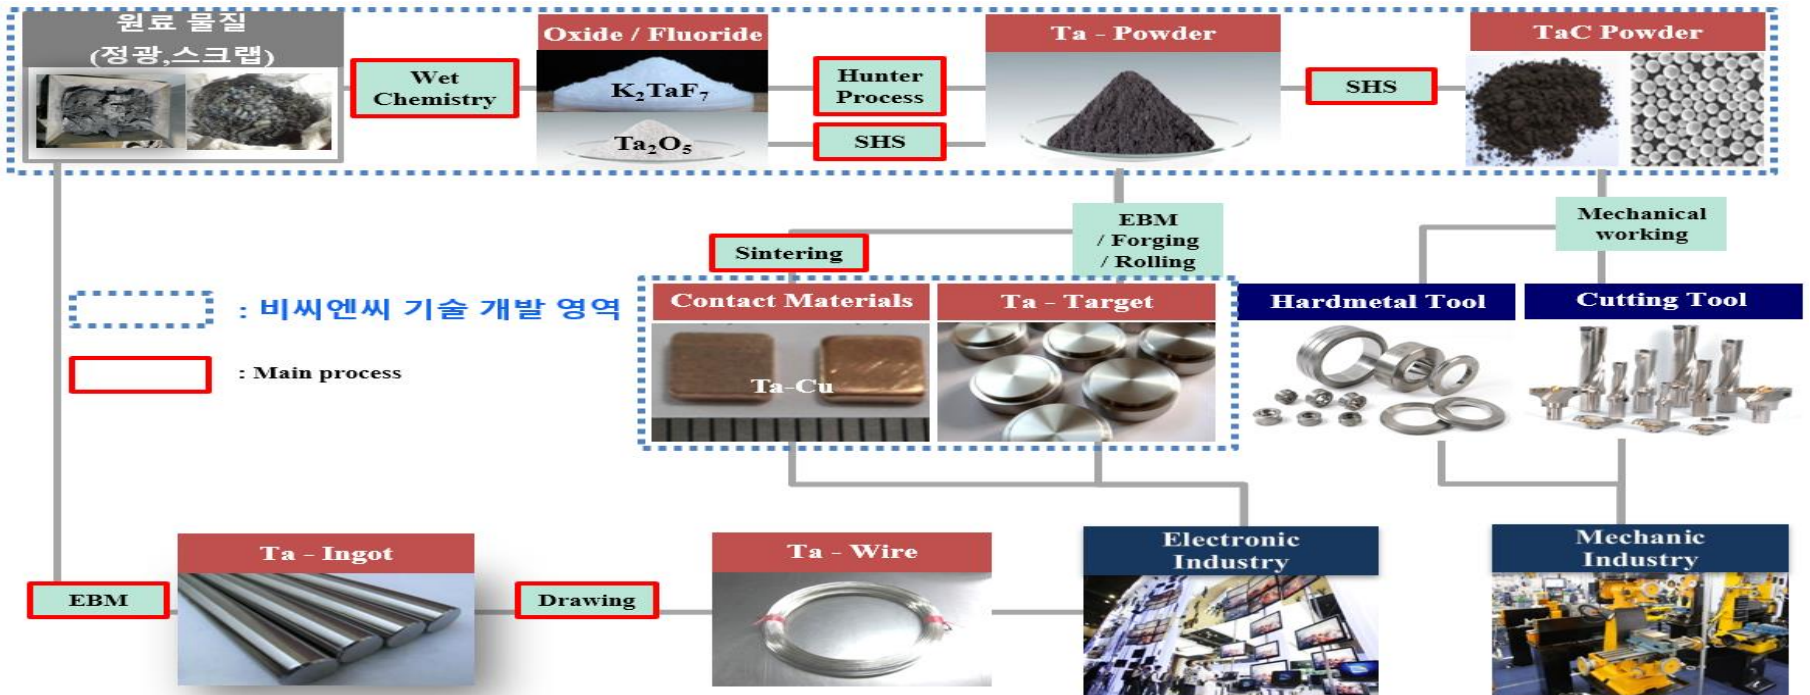 원료 물질
(정광,스크랩)
Wet
Chemistry
Oxide / Fluoride
K₂TaF₇
Ta₂O₅
Hunter
Process
SHS
Ta - Powder
SHS
TaC Powder
EBM
/ Forging
/ Rolling
Sintering
Mechanical
working
: 비씨엔씨 기술 개발 영역
: Main process
Contact Materials
Ta-Cu
Ta - Target
Hardmetal Tool
Cutting Tool
EBM
Ta - Ingot
Drawing
Ta - Wire
Electronic
Industry
Mechanic
Industry